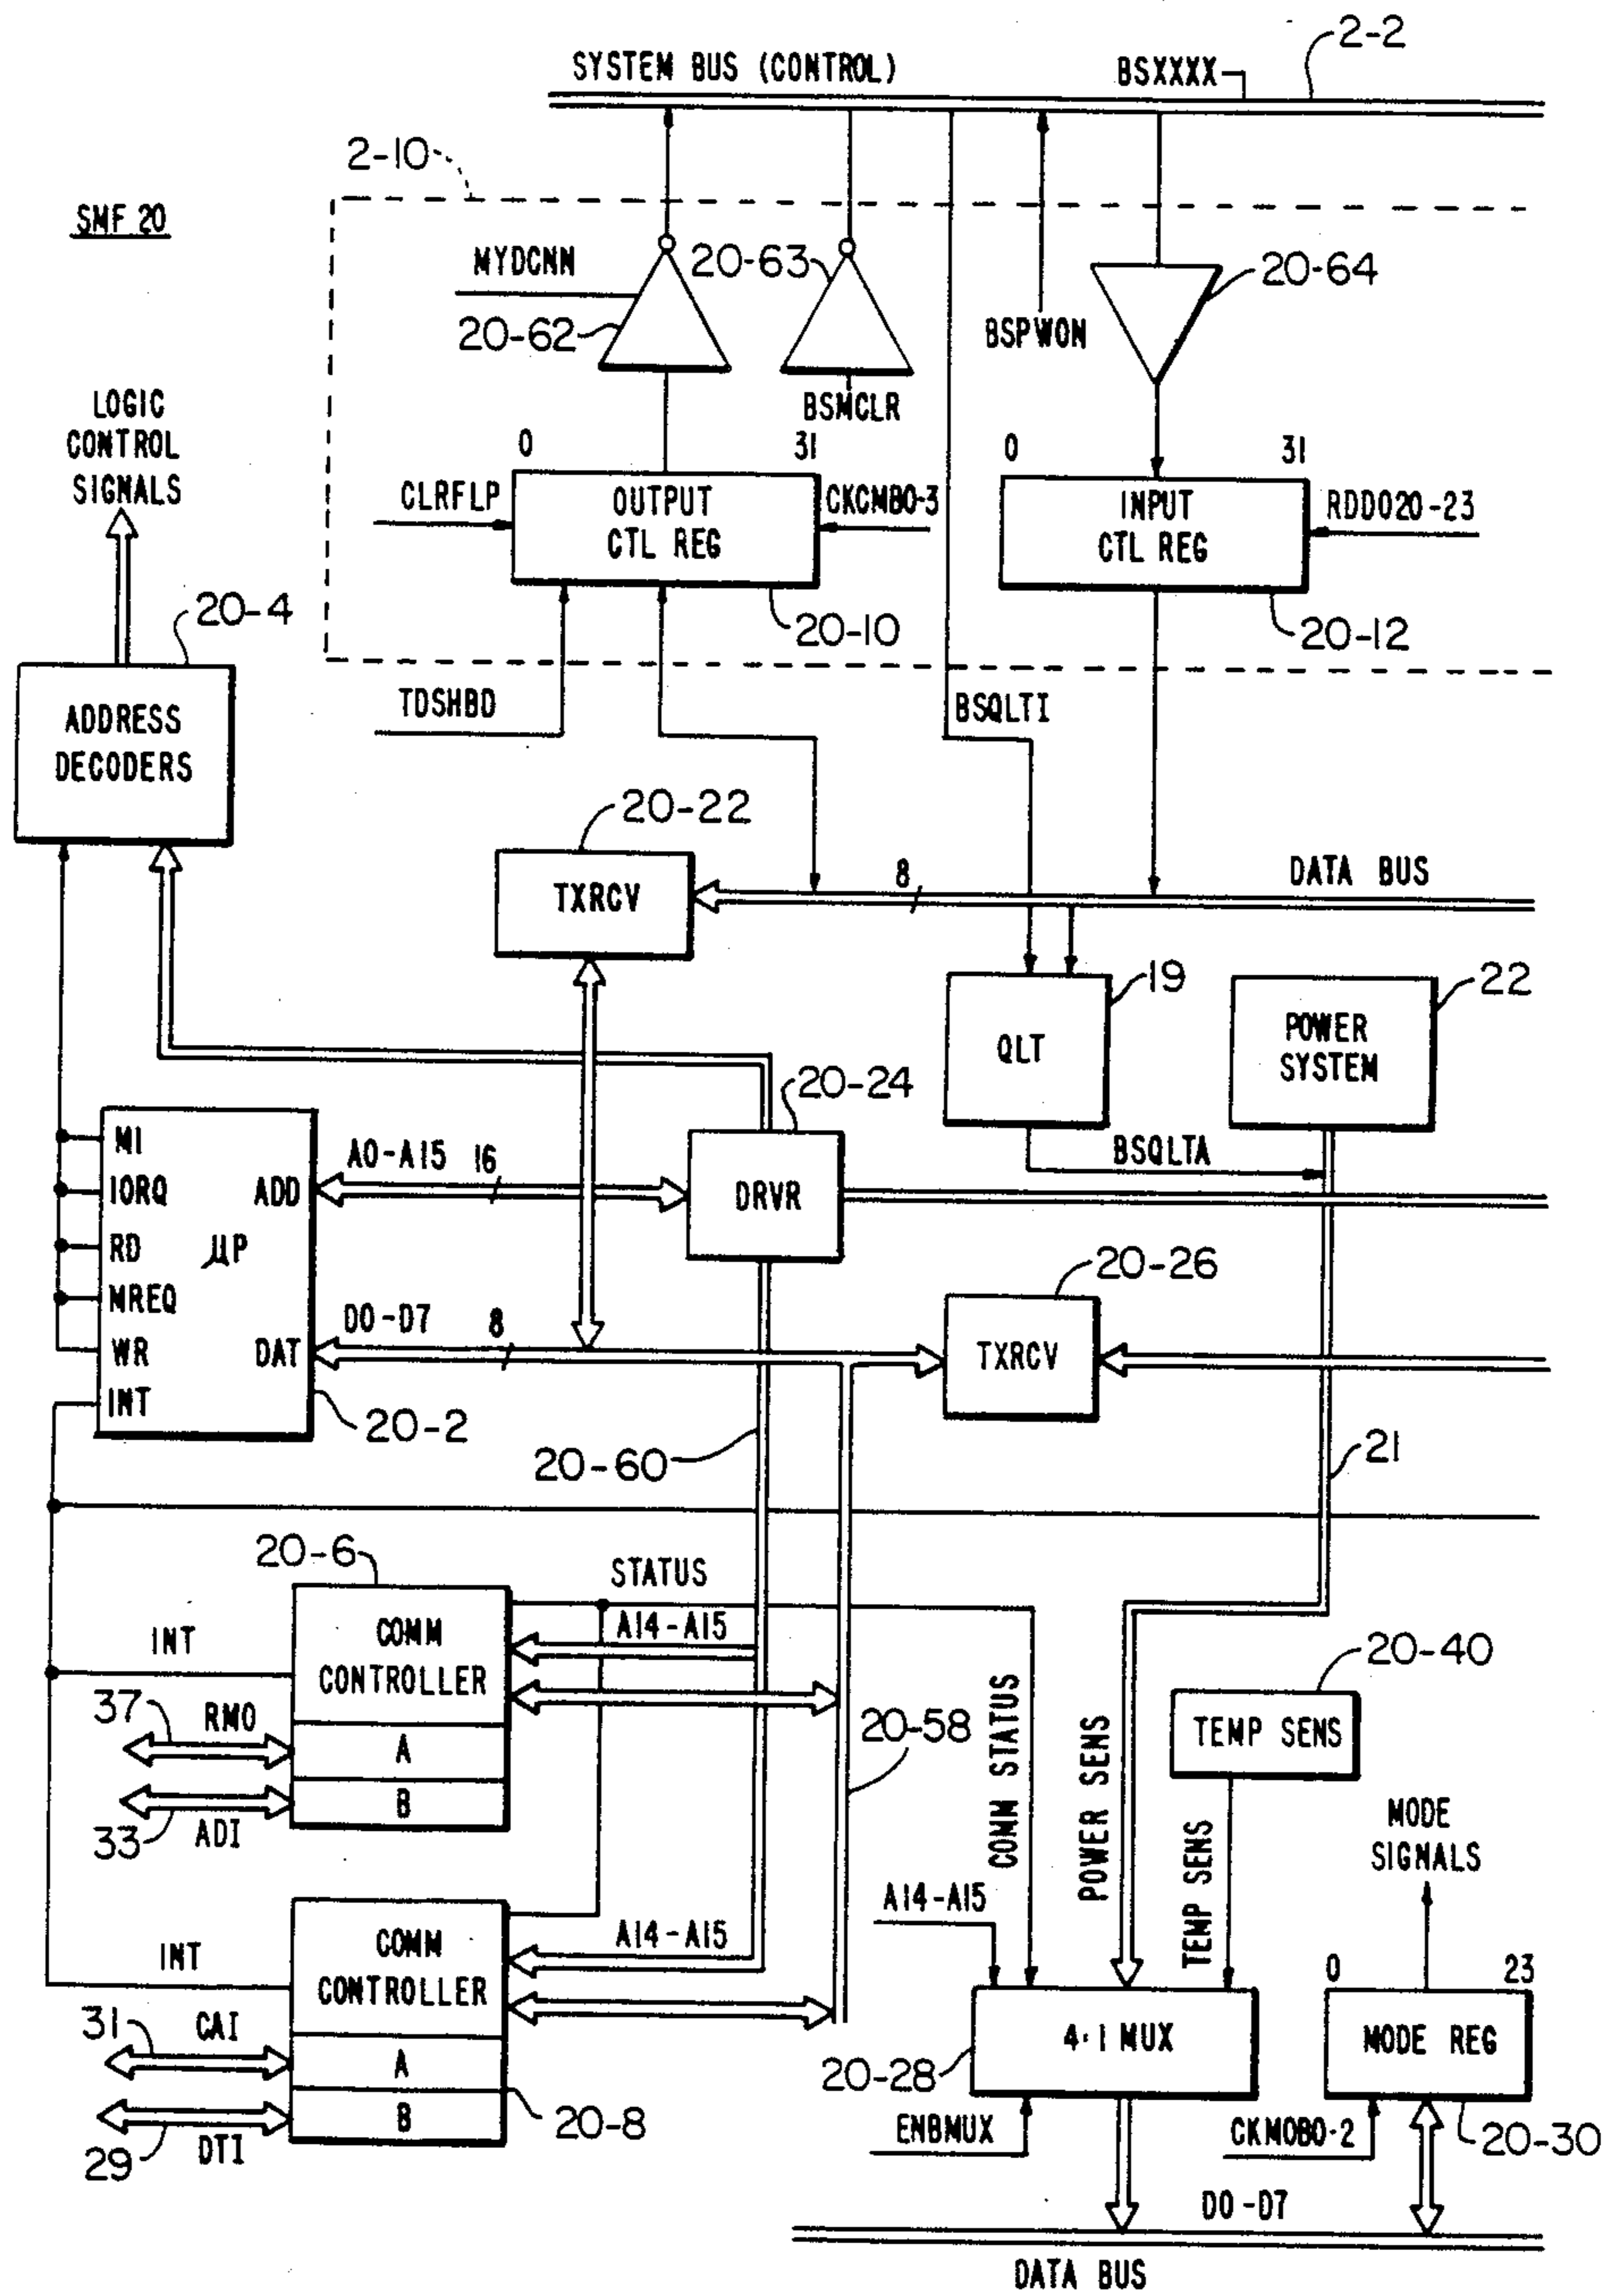 2-2
SYSTEM BUS (CONTROL)
BSXXXX
2-10
SMF 20
MYDCNN
20-63
20-64
20-62
BSPWON
BSMCLR
LOGIC
CONTROL
SIGNALS
0
31
0
31
CLRFLP
OUTPUT
CTL REG
CKCMB0-3
INPUT
CTL REG
RDD020-23
20-4
20-10
20-12
TDSHBD
BSQLTI
ADDRESS
DECODERS
20-22
TXRCV
8
DATA BUS
19
22
QLT
POWER
SYSTEM
20-24
BSQLTA
MI
IORQ
RD
MREQ
WR
INT
ADD
μP
DAT
A0-A15
16
DRVR
20-26
D0-D7
8
TXRCV
20-2
20-60
21
20-6
STATUS
COMM
CONTROLLER
A14-A15
INT
37
RMO
A
B
33
ADI
20-58
COMM STATUS
POWER SENS
20-40
TEMP SENS
TEMP SENS
MODE
SIGNALS
A14-A15
COMM
CONTROLLER
A14-A15
INT
31
CAI
A
B
29
DTI
20-8
0
23
4:1 MUX
MODE REG
20-28
ENBMUX
CKMOB0-2
20-30
D0-D7
DATA BUS